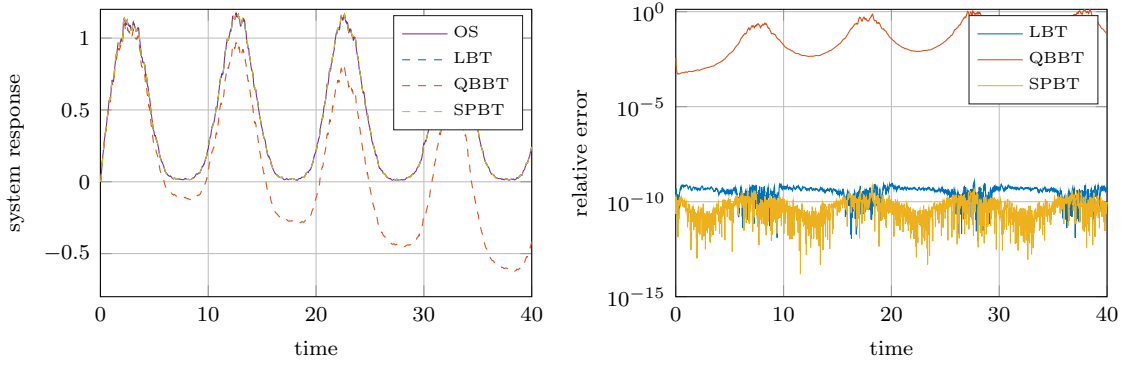 system response
1
0.5
0
−0.5
0
10
20
30
40
time
OS
LBT
QBBT
SPBT
relative error
10^0
10^−5
10^−10
10^−15
0
10
20
30
40
time
LBT
QBBT
SPBT